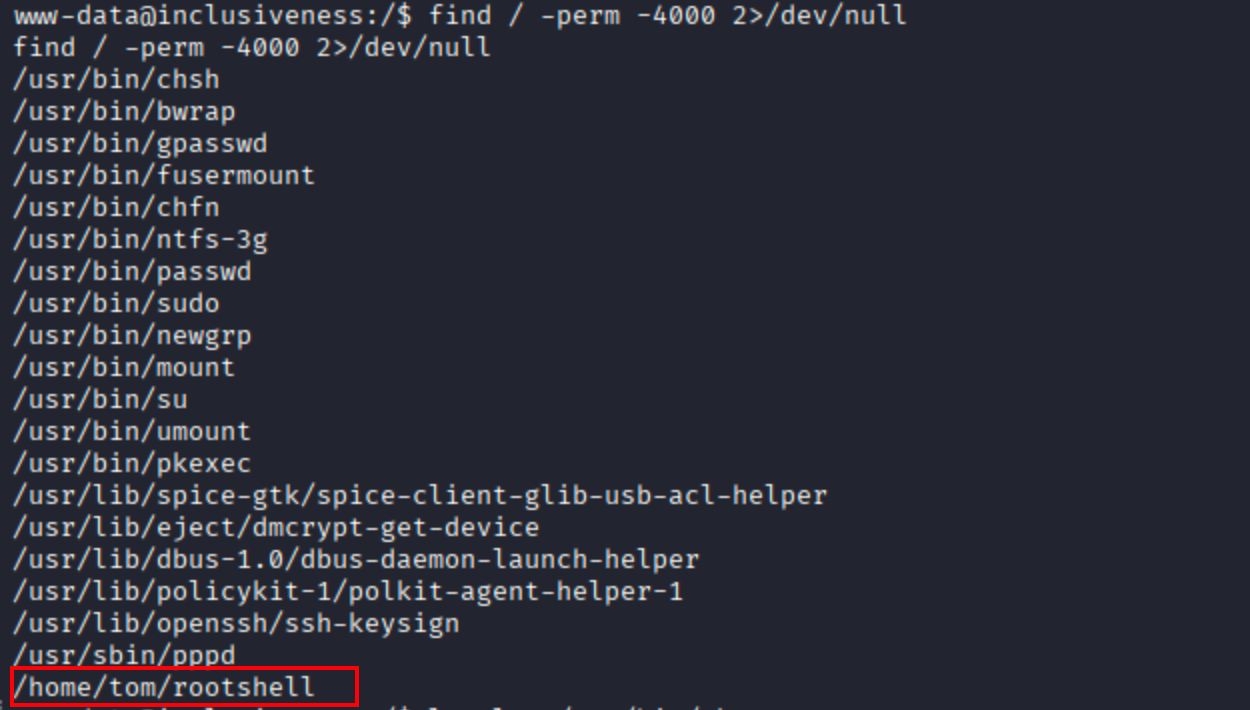 www-data@inclusiveness:/$ find / -perm -4000 2>/dev/null
find / -perm -4000 2>/dev/null
/usr/bin/chsh
/usr/bin/bwrap
/usr/bin/gpasswd
/usr/bin/fusermount
/usr/bin/chfn
/usr/bin/ntfs-3g
/usr/bin/passwd
/usr/bin/sudo
/usr/bin/newgrp
/usr/bin/mount
/usr/bin/su
/usr/bin/umount
/usr/bin/pkexec
/usr/lib/spice-gtk/spice-client-glib-usb-acl-helper
/usr/lib/eject/dmcrypt-get-device
/usr/lib/dbus-1.0/dbus-daemon-launch-helper
/usr/lib/policykit-1/polkit-agent-helper-1
/usr/lib/openssh/ssh-keysign
/usr/sbin/pppd
/home/tom/rootshell